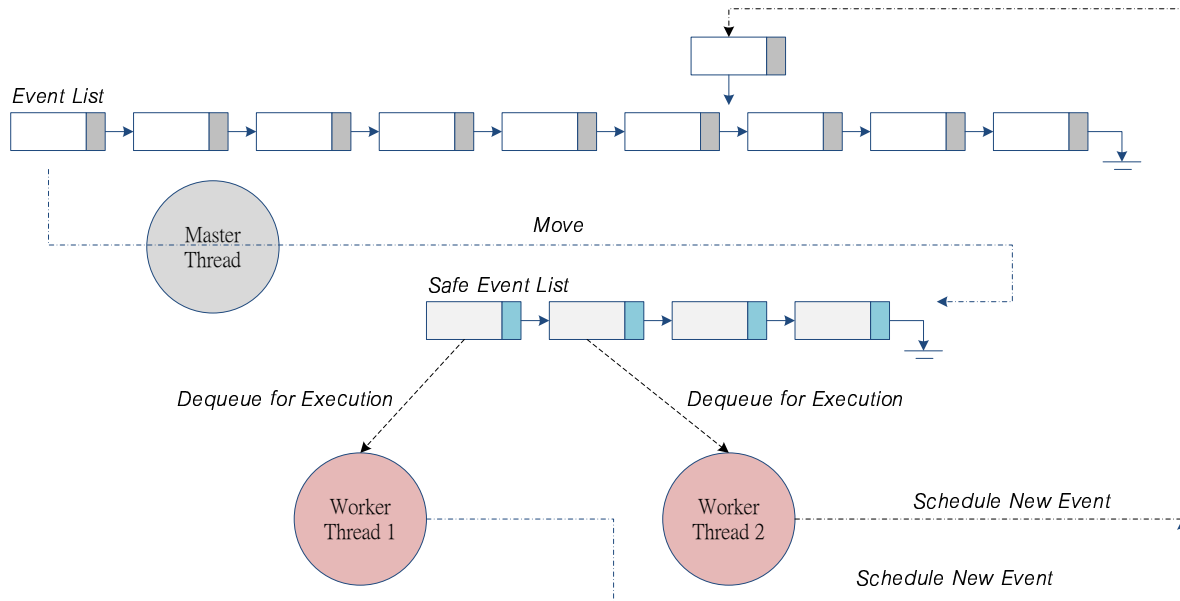 Event List
Master
Thread
Move
Safe Event List
Dequeue for Execution
Dequeue for Execution
Worker
Thread 1
Worker
Thread 2
Schedule New Event
Schedule New Event